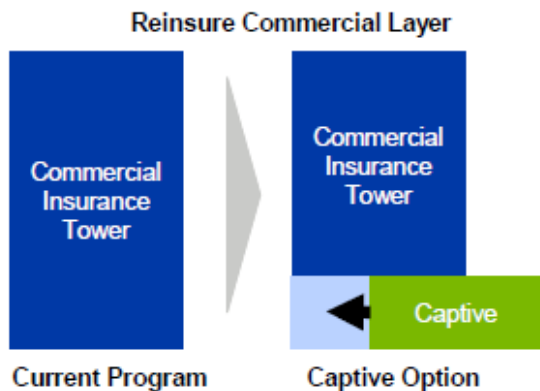 Reinsure Commercial Layer
Commercial
Insurance
Tower
Commercial
Insurance
Tower
Captive
Current Program
Captive Option